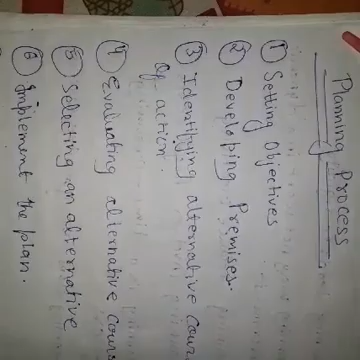 Planning Process
① Setting Objectives
② Developing Premises.
③ Identifying alternative Cour
of action.
④ Evaluating alternative Cours
⑤ Selecting an alternative
⑥ Implement the plan.